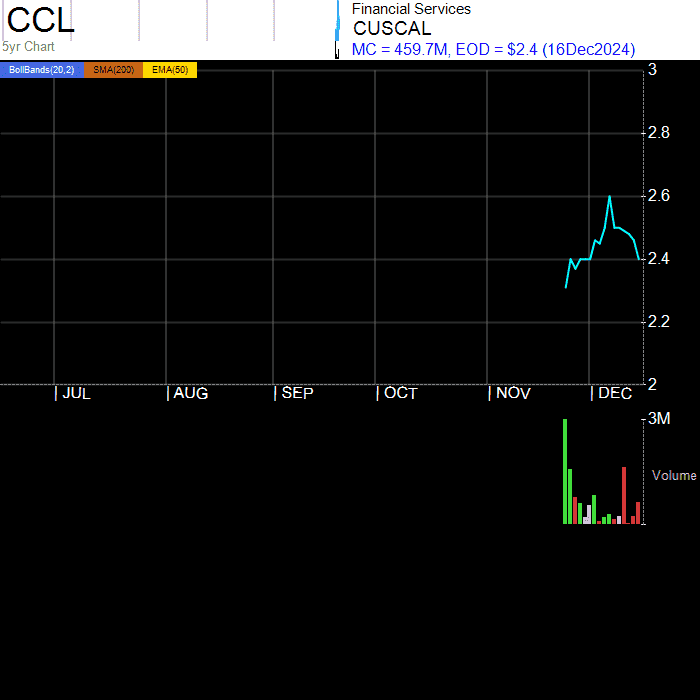 CCL
5yr Chart
Financial Services
CUSCAL
MC = 459.7M, EOD = $2.4 (16Dec2024)
BollBands(20,2) SMA(200) EMA(50)
3
2.8
2.6
2.4
2.2
2
JUL AUG SEP OCT NOV DEC
3M
Volume